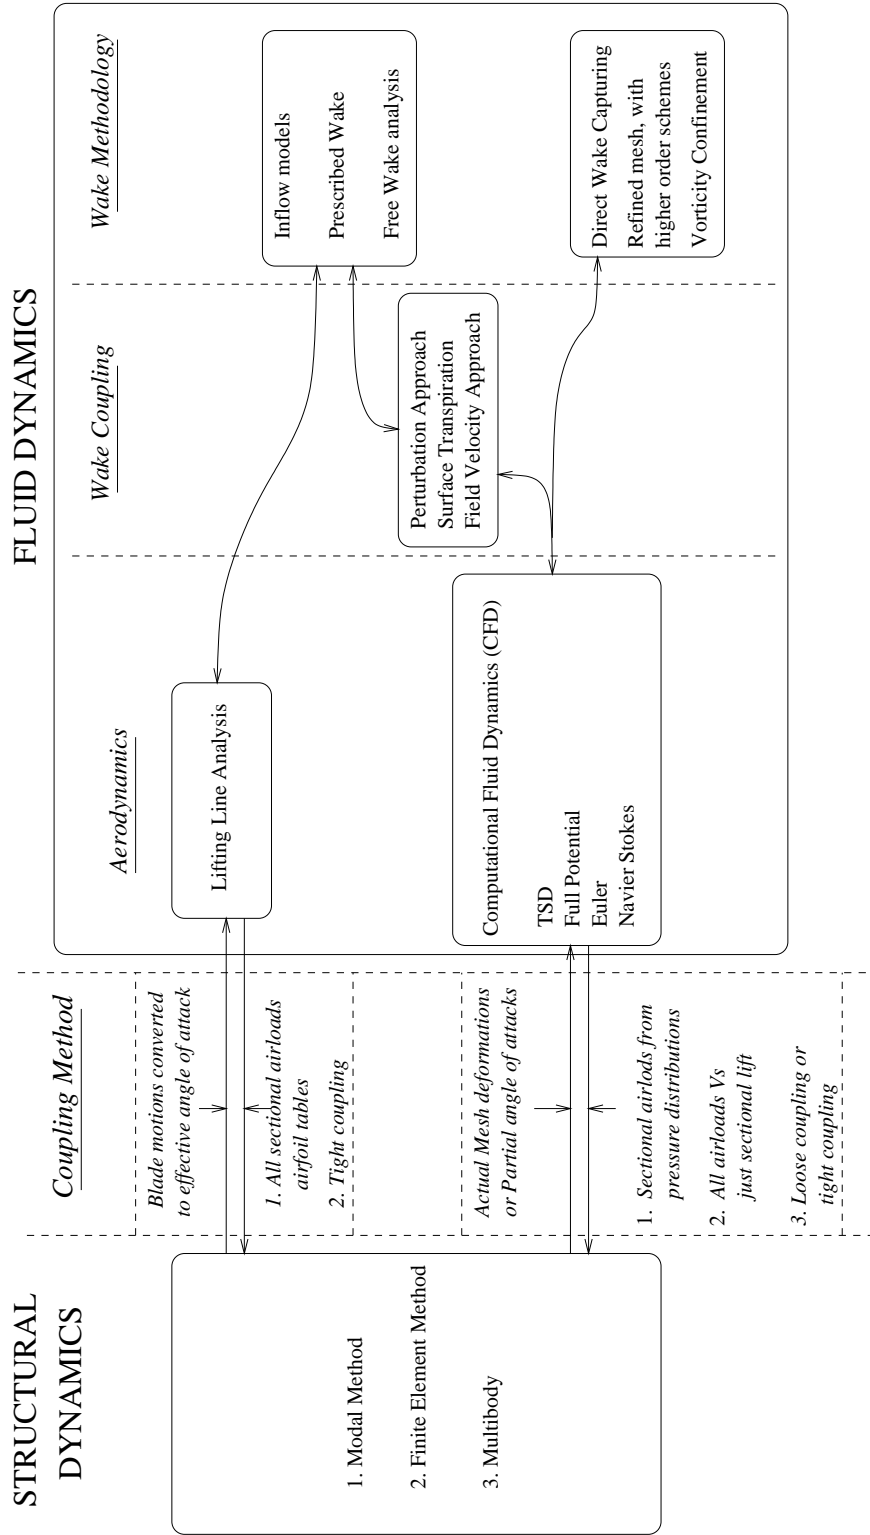 STRUCTURAL
DYNAMICS
1. Modal Method
2. Finite Element Method
3. Multibody
Coupling Method
Blade motions converted
to effective angle of attack
1. All sectional airloads
airfoil tables
2. Tight coupling
Actual Mesh deformations
or Partial angle of attacks
1. Sectional airlods from
pressure distributions
2. All airloads Vs
just sectional lift
3. Loose coupling or
tight coupling
FLUID DYNAMICS
Aerodynamics
Lifting Line Analysis
Computational Fluid Dynamics (CFD)
TSD
Full Potential
Euler
Navier Stokes
Wake Coupling
Perturbation Approach
Surface Transpiration
Field Velocity Approach
Wake Methodology
Inflow models
Prescribed Wake
Free Wake analysis
Direct Wake Capturing
Refined mesh, with
higher order schemes
Vorticity Confinement